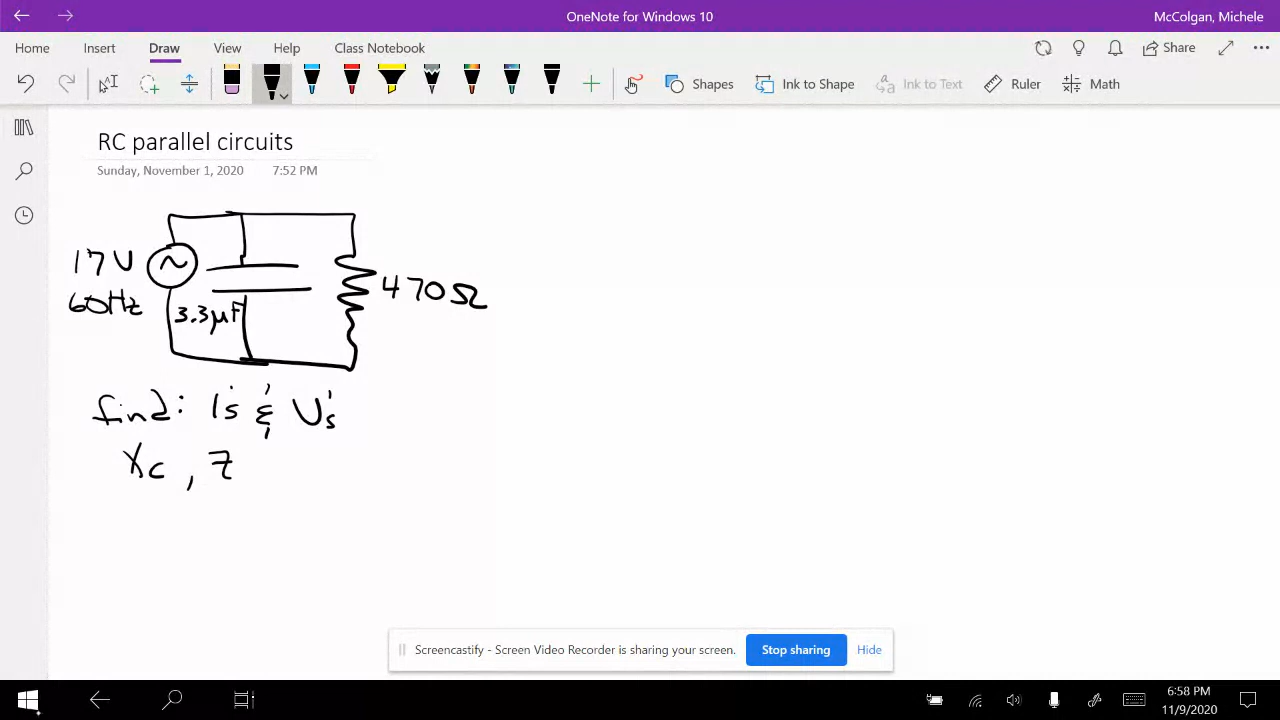 OneNote for Windows 10
McColgan, Michele
Home Insert Draw View Help Class Notebook
Share
Shapes Ink to Shape Ink to Text Ruler Math
RC parallel circuits
Sunday, November 1, 2020 7:52 PM
17V
60Hz
3.3μF
470Ω
find: I's & V's
Xc, Z
Screencastify - Screen Video Recorder is sharing your screen. Stop sharing Hide
6:58 PM
11/9/2020